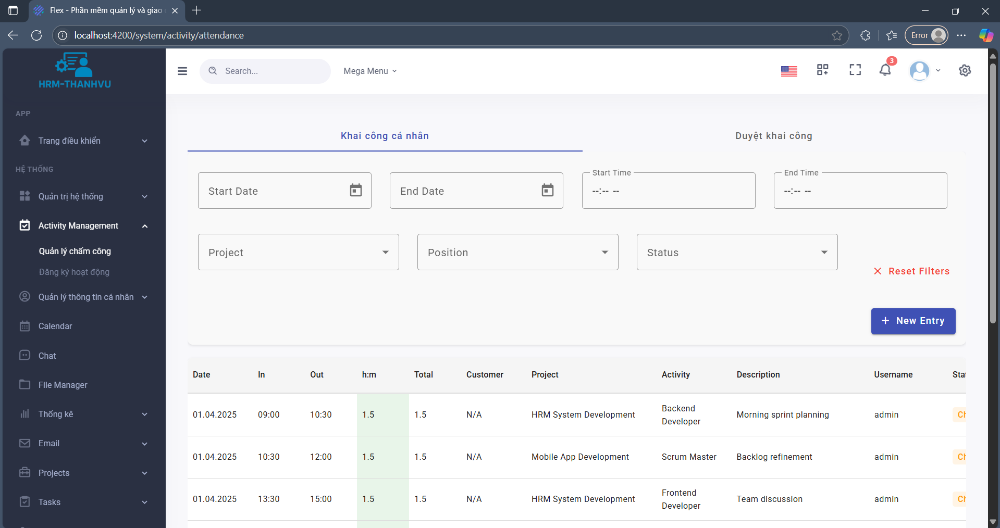 Flex - Phần mềm quản lý và giao
localhost:4200/system/activity/attendance
Error
HRM-THANHVU
Search...
Mega Menu
3
APP
Trang điều khiển
HỆ THỐNG
Quản trị hệ thống
Activity Management
Quản lý chấm công
Đăng ký hoạt động
Quản lý thông tin cá nhân
Calendar
Chat
File Manager
Thống kê
Email
Projects
Tasks
Khai công cá nhân
Duyệt khai công
Start Date
End Date
Start Time
--:-- --
End Time
--:-- --
Project
Position
Status
Reset Filters
New Entry
Date In Out h:m Total Customer Project Activity Description Username Stat
01.04.2025 09:00 10:30 1.5 1.5 N/A HRM System Development Backend Developer Morning sprint planning admin Ch
01.04.2025 10:30 12:00 1.5 1.5 N/A Mobile App Development Scrum Master Backlog refinement admin Ch
01.04.2025 13:30 15:00 1.5 1.5 N/A HRM System Development Frontend Developer Team discussion admin Ch